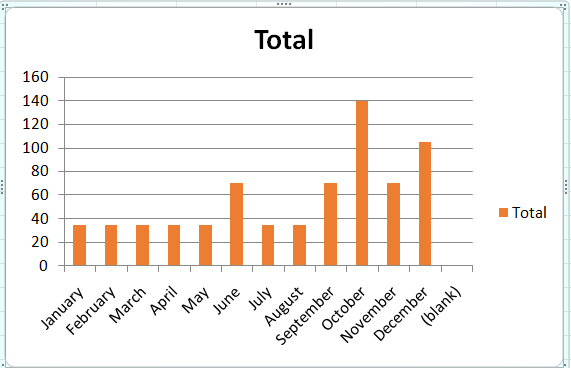 Total
160
140
120
100
80
60
40
20
0
January
February
March
April
May
June
July
August
September
October
November
December
(blank)
Total